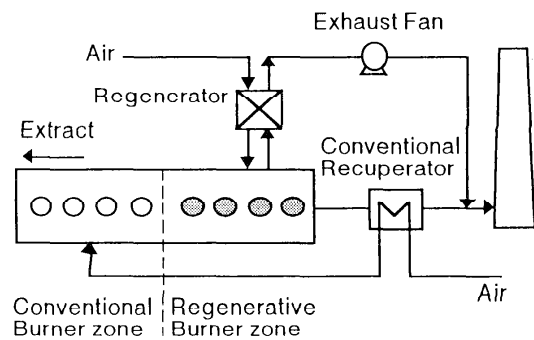 Exhaust Fan
Air
Regenerator
Extract
Conventional
Recuperator
Air
Conventional
Burner zone
Regenerative
Burner zone